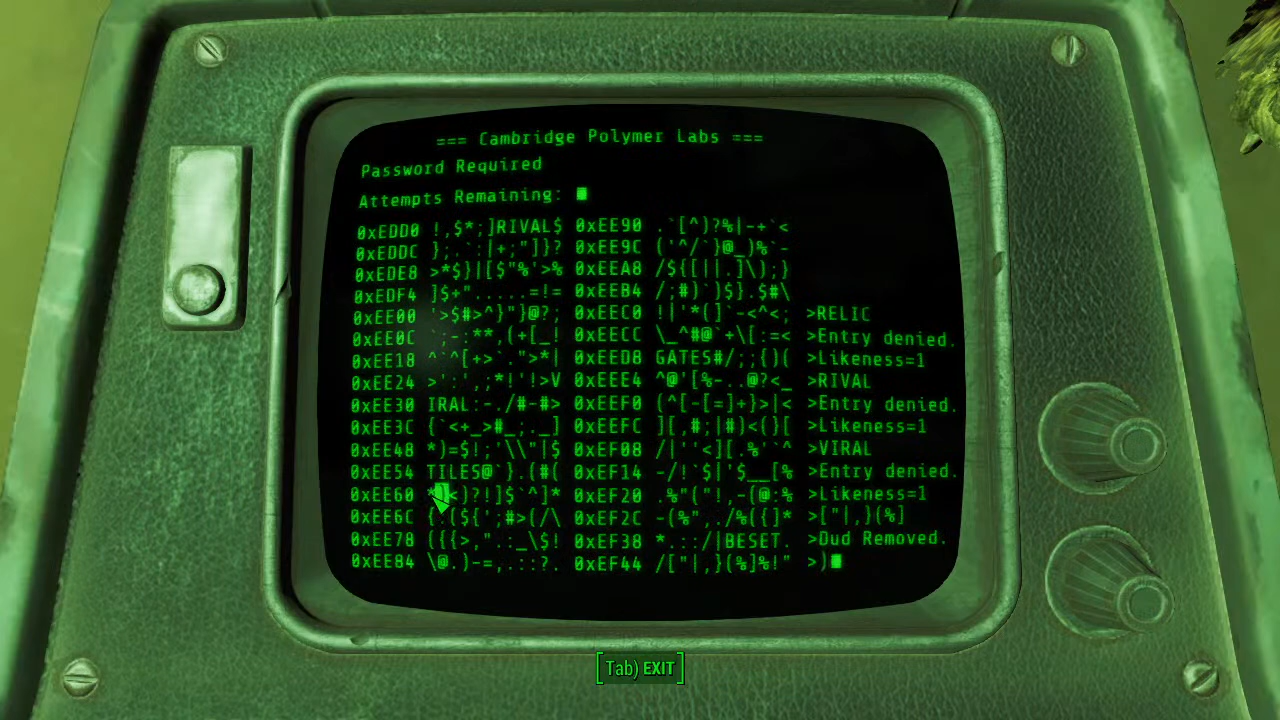 === Cambridge Polymer Labs ===
Password Required
Attempts Remaining: ■
0xEDD0 !,$*;]RIVAL$ 0xEE90 .`[^)?%|-+`<
0xEDDC };.`:|+;"]}? 0xEE9C ('^/`}@_)%`-
0xEDE8 >*$}|[$"%'>% 0xEEA8 /${[||.]\);}
0xEDF4 ]$+"......=!= 0xEEB4 /;#)`)$}.$#\
0xEE00 '>$#>^}"}@?; 0xEEC0 !|'*(]`-<^<; >RELIC
0xEE0C `;-:**,(+[_! 0xEECC \_^#@`+\[:=< >Entry denied.
0xEE18 ^`^[+>`.">*| 0xEED8 GATES#/;;{)( >Likeness=1
0xEE24 >':',;*!'!>V 0xEEE4 ^@'[%-..@?<_ >RIVAL
0xEE30 IRAL:-./#-#> 0xEEF0 (^[-[=]+}>|< >Entry denied.
0xEE3C {`<+_>#_;._] 0xEEFC ][,#;|#)<(}[ >Likeness=1
0xEE48 *)=$!;'\\"|$ 0xEF08 /|''<][.%'`^ >VIRAL
0xEE54 TILES@`}.(#( 0xEF14 -/!`$|'$__[% >Entry denied.
0xEE60 *)<)?!]$`^]* 0xEF20 .%"("!,-([@:% >Likeness=1
0xEE6C {.(${';#>(/\ 0xEF2C -(%",./%({]* >["|,)(%]
0xEE78 ({{>,".:_\$! 0xEF38 *.::/|BESET. >Dud Removed.
0xEE84 \@.)-=,.::?. 0xEF44 /["|,}(%]%!" >)■
[Tab) EXIT]